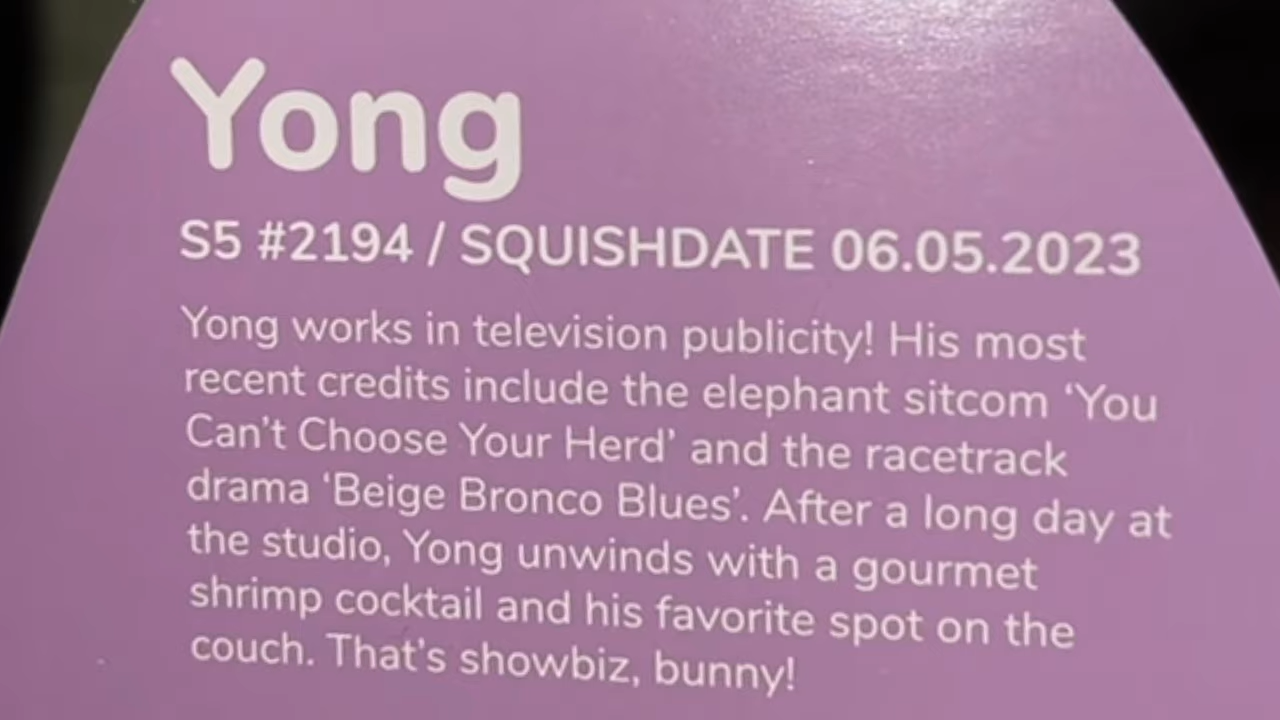 Yong
S5 #2194 / SQUISHDATE 06.05.2023
Yong works in television publicity! His most
recent credits include the elephant sitcom ‘You
Can’t Choose Your Herd’ and the racetrack
drama ‘Beige Bronco Blues’. After a long day at
the studio, Yong unwinds with a gourmet
shrimp cocktail and his favorite spot on the
couch. That’s showbiz, bunny!